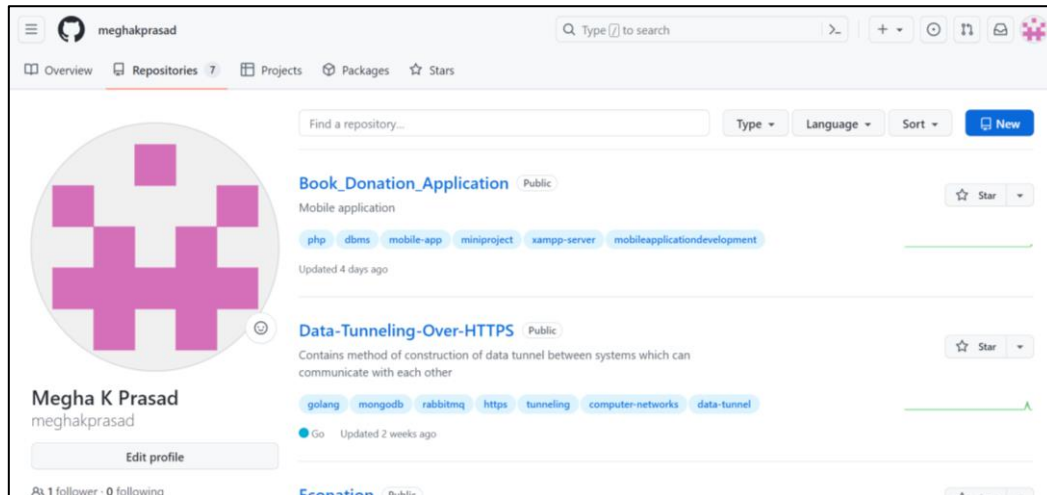 meghakprasad
Type / to search
Overview Repositories 7 Projects Packages Stars
Find a repository...
Type Language Sort New
Book_Donation_Application Public
Star
Mobile application
php dbms mobile-app miniproject xampp-server mobileapplicationdevelopment
Updated 4 days ago
Data-Tunneling-Over-HTTPS Public
Star
Contains method of construction of data tunnel between systems which can
communicate with each other
golang mongodb rabbitmq https tunneling computer-networks data-tunnel
Go Updated 2 weeks ago
Megha K Prasad
meghakprasad
Edit profile
1 follower · 0 following
Econation Public